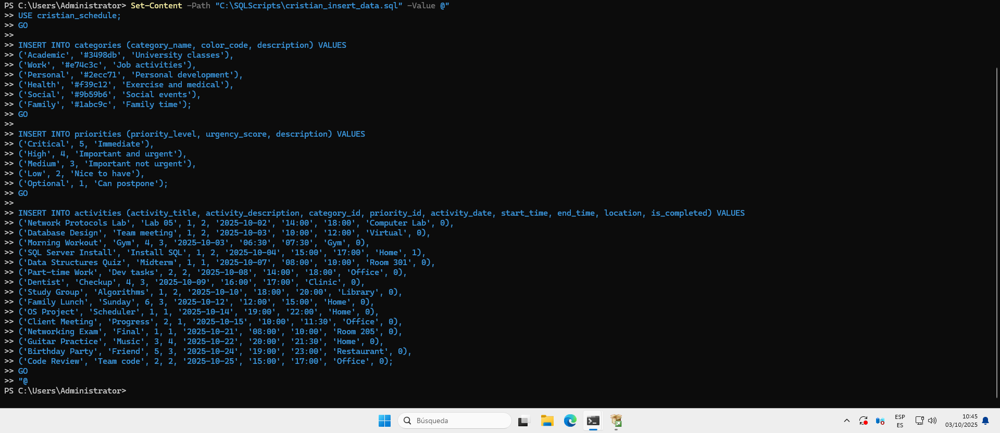 PS C:\Users\Administrator> Set-Content -Path "C:\SQLScripts\cristian_insert_data.sql" -Value @"
>> USE cristian_schedule;
>> GO
>>
>> INSERT INTO categories (category_name, color_code, description) VALUES
>> ('Academic', '#3498db', 'University classes'),
>> ('Work', '#e74c3c', 'Job activities'),
>> ('Personal', '#2ecc71', 'Personal development'),
>> ('Health', '#f39c12', 'Exercise and medical'),
>> ('Social', '#9b59b6', 'Social events'),
>> ('Family', '#1abc9c', 'Family time');
>> GO
>>
>> INSERT INTO priorities (priority_level, urgency_score, description) VALUES
>> ('Critical', 5, 'Immediate'),
>> ('High', 4, 'Important and urgent'),
>> ('Medium', 3, 'Important not urgent'),
>> ('Low', 2, 'Nice to have'),
>> ('Optional', 1, 'Can postpone');
>> GO
>>
>> INSERT INTO activities (activity_title, activity_description, category_id, priority_id, activity_date, start_time, end_time, location, is_completed) VALUES
>> ('Network Protocols Lab', 'Lab 05', 1, 2, '2025-10-02', '14:00', '18:00', 'Computer Lab', 0),
>> ('Database Design', 'Team meeting', 1, 2, '2025-10-03', '10:00', '12:00', 'Virtual', 0),
>> ('Morning Workout', 'Gym', 4, 3, '2025-10-03', '06:30', '07:30', 'Gym', 0),
>> ('SQL Server Install', 'Install SQL', 1, 2, '2025-10-04', '15:00', '17:00', 'Home', 1),
>> ('Data Structures Quiz', 'Midterm', 1, 1, '2025-10-07', '08:00', '10:00', 'Room 301', 0),
>> ('Part-time Work', 'Dev tasks', 2, 2, '2025-10-08', '14:00', '18:00', 'Office', 0),
>> ('Dentist', 'Checkup', 4, 3, '2025-10-09', '16:00', '17:00', 'Clinic', 0),
>> ('Study Group', 'Algorithms', 1, 2, '2025-10-10', '18:00', '20:00', 'Library', 0),
>> ('Family Lunch', 'Sunday', 6, 3, '2025-10-12', '12:00', '15:00', 'Home', 0),
>> ('OS Project', 'Scheduler', 1, 1, '2025-10-14', '19:00', '22:00', 'Home', 0),
>> ('Client Meeting', 'Progress', 2, 1, '2025-10-15', '10:00', '11:30', 'Office', 0),
>> ('Networking Exam', 'Final', 1, 1, '2025-10-21', '08:00', '10:00', 'Room 205', 0),
>> ('Guitar Practice', 'Music', 3, 4, '2025-10-22', '20:00', '21:30', 'Home', 0),
>> ('Birthday Party', 'Friend', 5, 3, '2025-10-24', '19:00', '23:00', 'Restaurant', 0),
>> ('Code Review', 'Team code', 2, 2, '2025-10-25', '15:00', '17:00', 'Office', 0);
>> GO
>> "@
PS C:\Users\Administrator>
Búsqueda
ESP
ES
10:45
03/10/2025